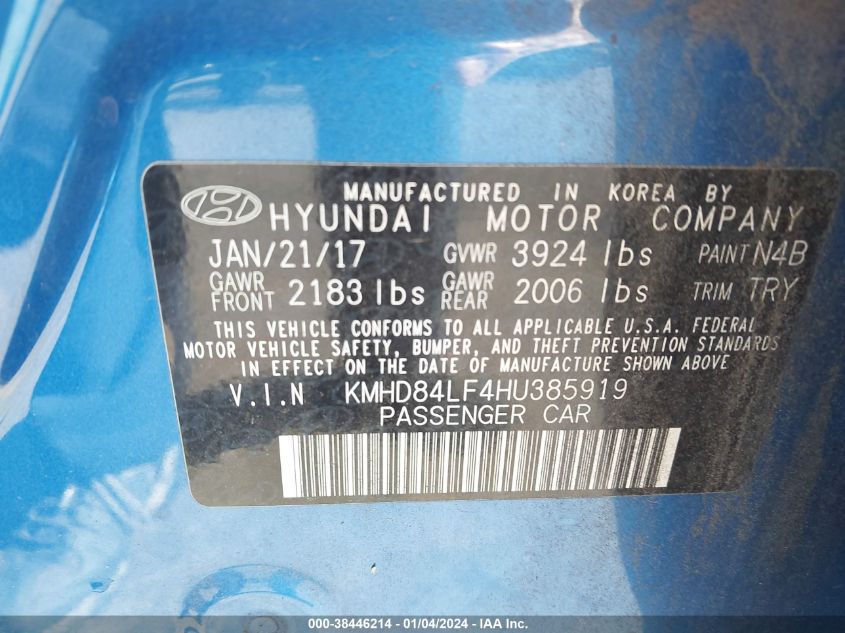 MANUFACTURED IN KOREA BY
HYUNDAI MOTOR COMPANY
JAN/21/17 GVWR 3924 lbs PAINT N4B
GAWR FRONT 2183 lbs GAWR REAR 2006 lbs TRIM TRY
THIS VEHICLE CONFORMS TO ALL APPLICABLE U.S.A. FEDERAL
MOTOR VEHICLE SAFETY, BUMPER, AND THEFT PREVENTION STANDARDS
IN EFFECT ON THE DATE OF MANUFACTURE SHOWN ABOVE
V.I.N KMHD84LF4HU385919
PASSENGER CAR
000-38446214 - 01/04/2024 - IAA Inc.